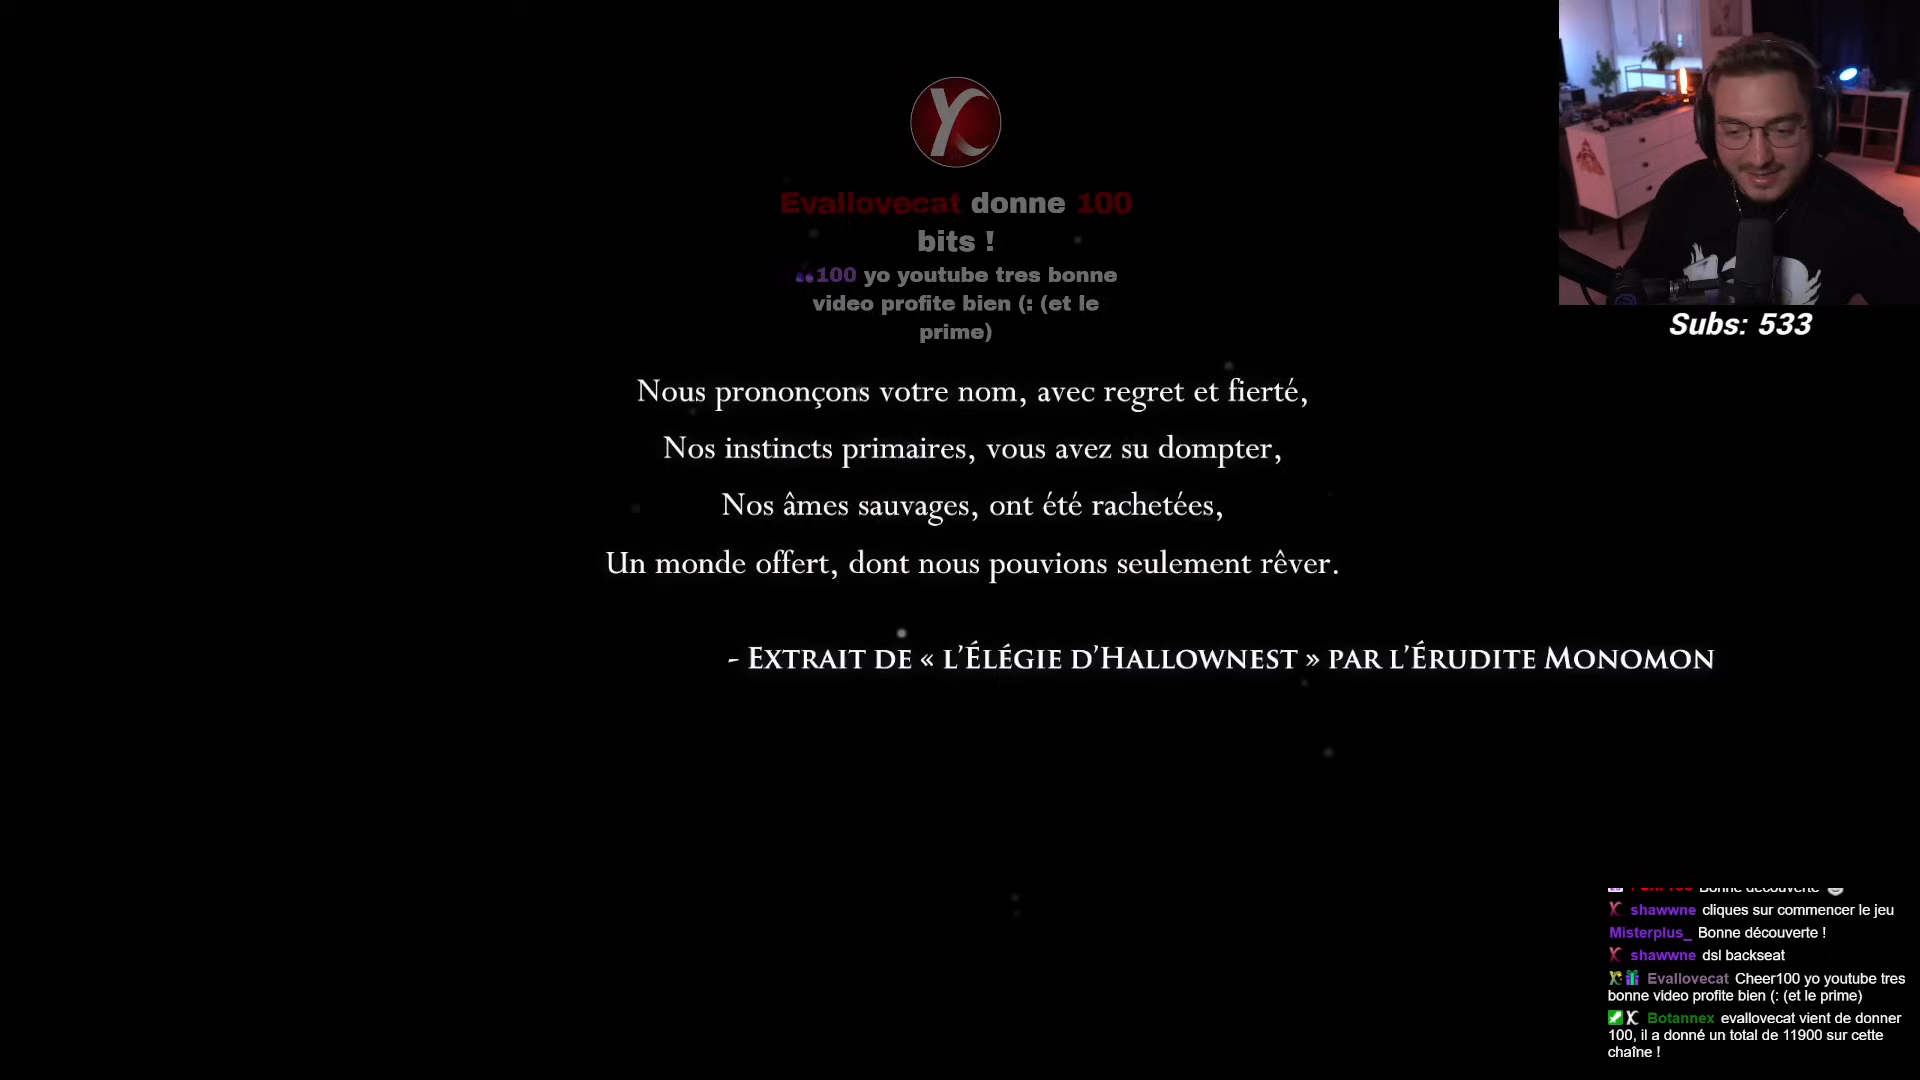 YC
Evallovecat donne 100
bits !
100 yo youtube tres bonne
video profite bien (: (et le
prime)
Subs: 533
Nous prononçons votre nom, avec regret et fierté,
Nos instincts primaires, vous avez su dompter,
Nos âmes sauvages, ont été rachetées,
Un monde offert, dont nous pouvions seulement rêver.
- Extrait de « l'Élégie d'Hallownest » par l'Érudite Monomon
Bonne découverte
shawwne cliques sur commencer le jeu
Misterplus_ Bonne découverte !
shawwne dsl backseat
Evallovecat Cheer100 yo youtube tres
bonne video profite bien (: (et le prime)
Botannex evallovecat vient de donner
100, il a donné un total de 11900 sur cette
chaîne !